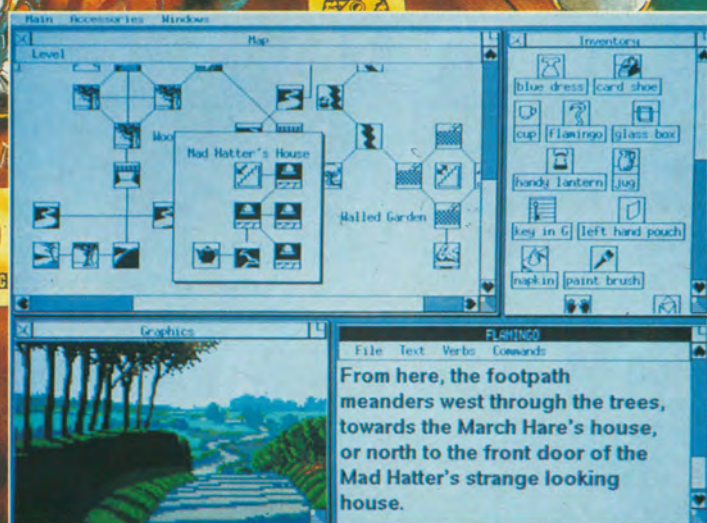 Main Accessories Windows
Map
Level
Mad Hatter's House
Walled Garden
Inventory
blue dress card shoe
cup flamingo glass box
handy lantern jug
key in G left hand pouch
napkin paint brush
Graphics
FLAMINGO
File Text Verbs Commands
From here, the footpath
meanders west through the trees,
towards the March Hare's house,
or north to the front door of the
Mad Hatter's strange looking
house.